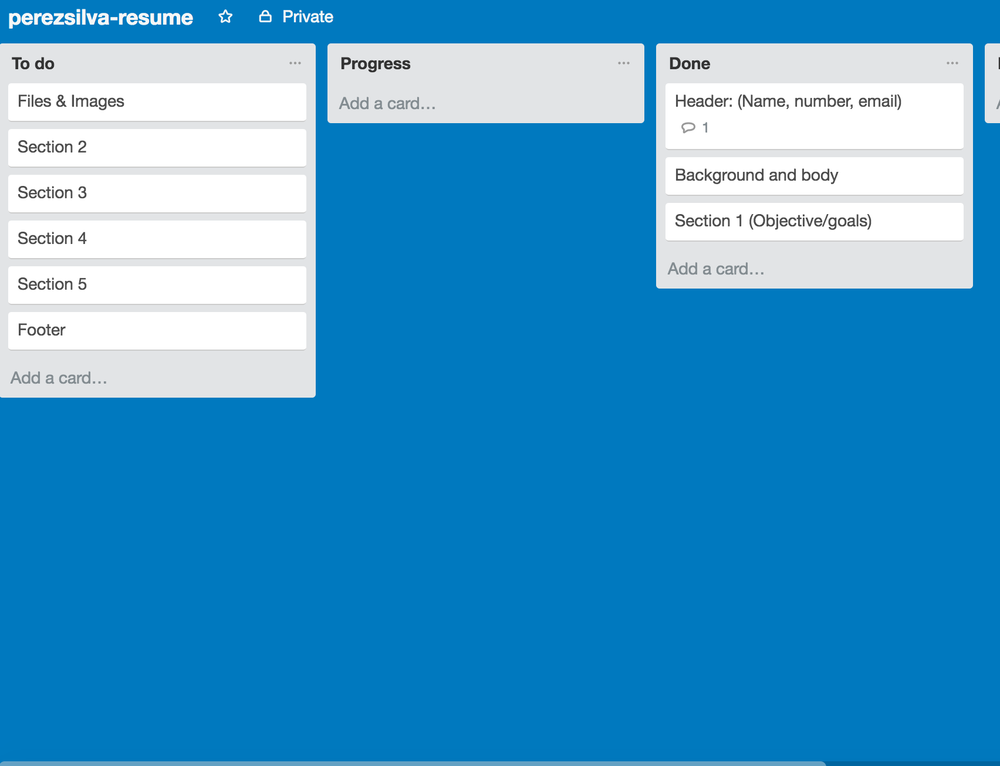 perezsilva-resume Private
To do
Files & Images
Section 2
Section 3
Section 4
Section 5
Footer
Add a card…
Progress
Add a card…
Done
Header: (Name, number, email)
1
Background and body
Section 1 (Objective/goals)
Add a card…